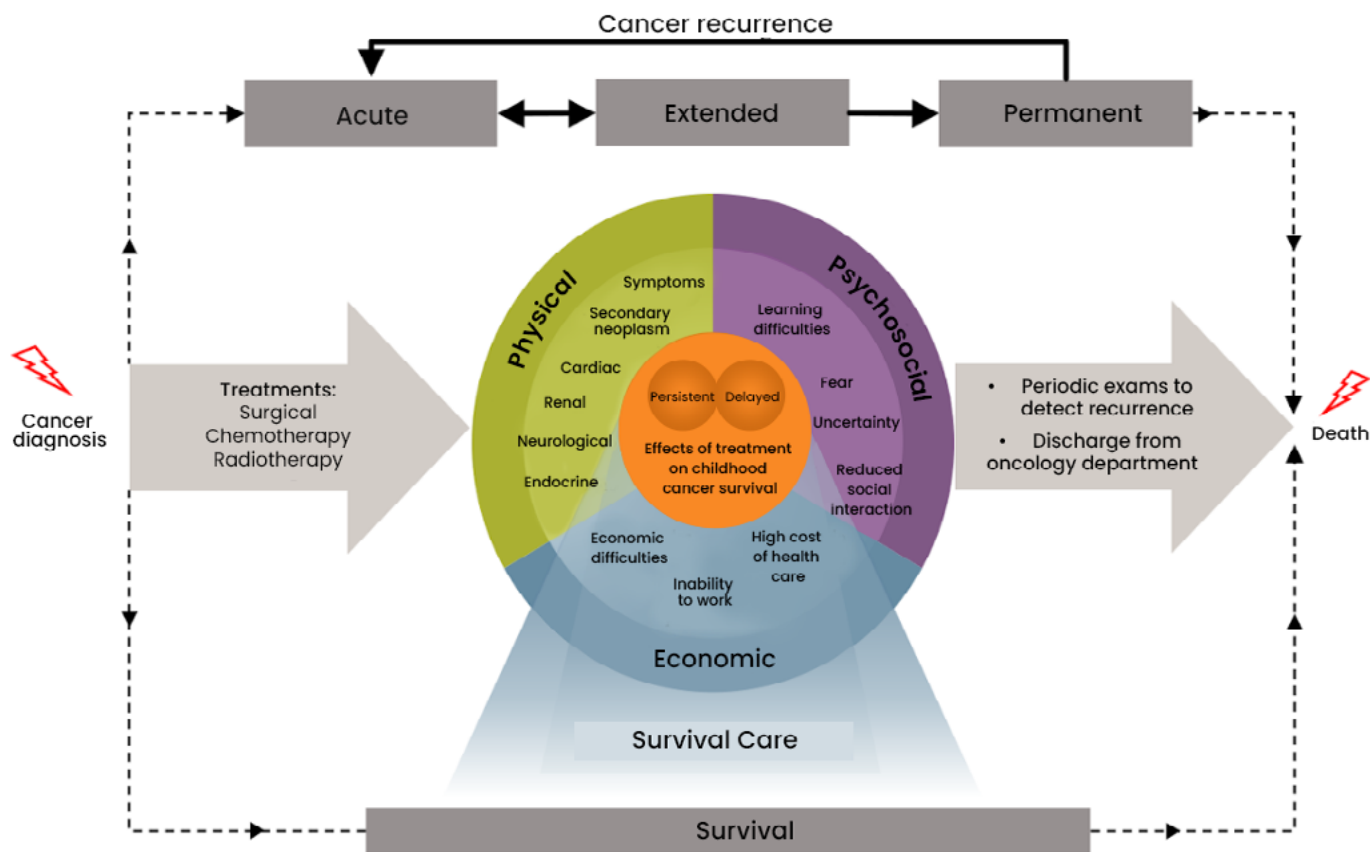 Cancer recurrence
Acute
Extended
Permanent
Cancer
diagnosis
Treatments:
Surgical
Chemotherapy
Radiotherapy
Physical
Symptoms
Secondary
neoplasm
Cardiac
Renal
Neurological
Endocrine
Psychosocial
Learning
difficulties
Fear
Uncertainty
Reduced
social
interaction
Persistent
Delayed
Effects of treatment
on childhood
cancer survival
Economic
difficulties
Inability
to work
High cost
of health
care
Economic
• Periodic exams to
detect recurrence
• Discharge from
oncology department
Death
Survival Care
Survival